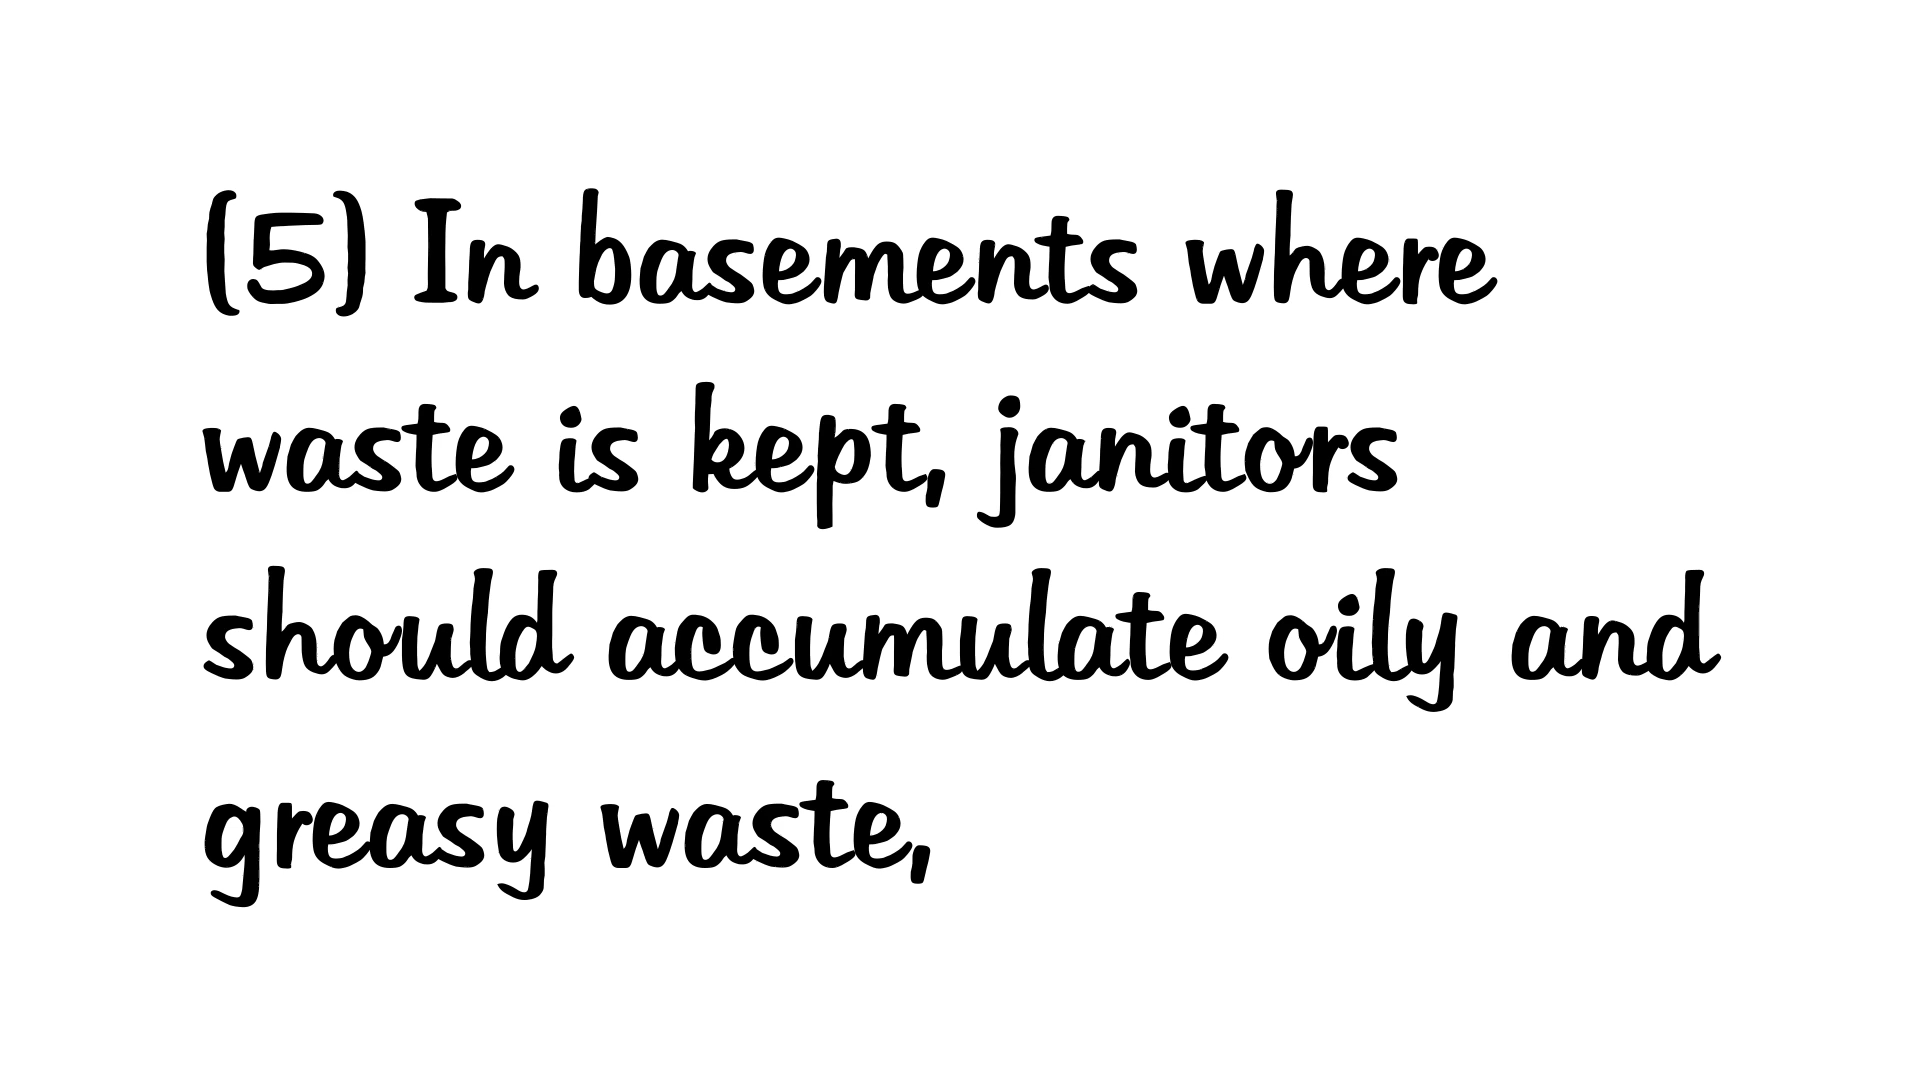 (5) In basements where
waste is kept, janitors
should accumulate oily and
greasy waste,